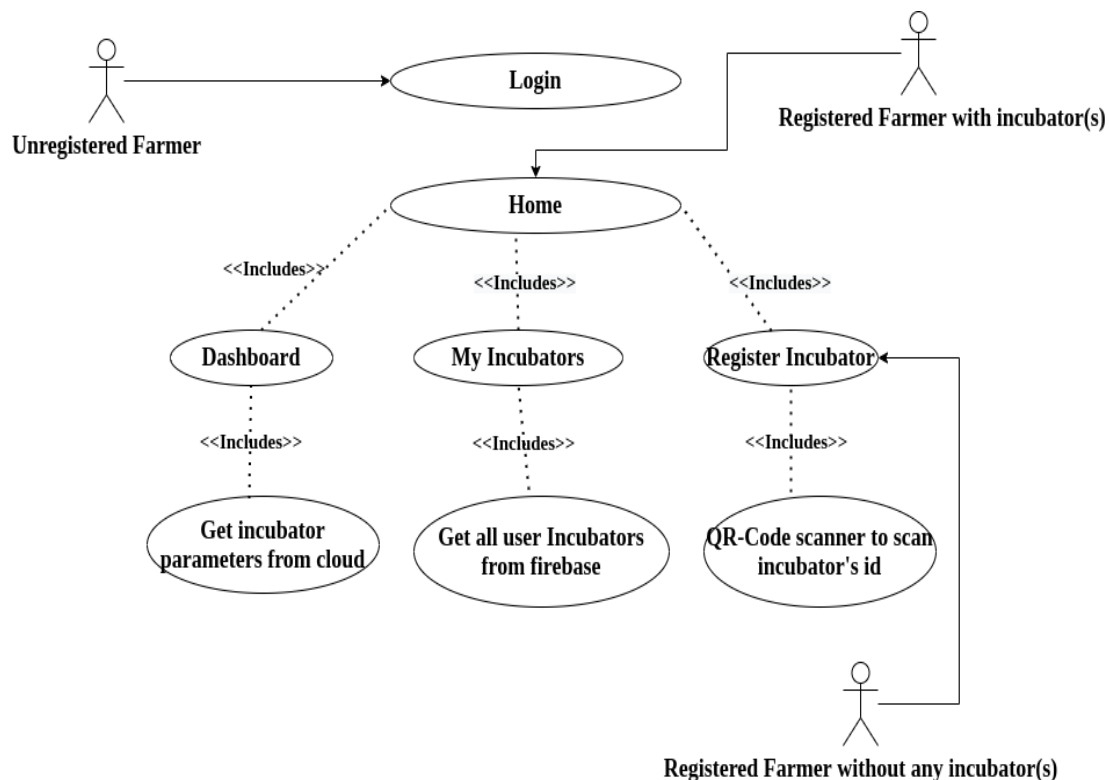 Login
Unregistered Farmer
Registered Farmer with incubator(s)
Home
<<Includes>>
<<Includes>>
<<Includes>>
Dashboard
My Incubators
Register Incubator
<<Includes>>
<<Includes>>
<<Includes>>
Get incubator
parameters from cloud
Get all user Incubators
from firebase
QR-Code scanner to scan
incubator's id
Registered Farmer without any incubator(s)